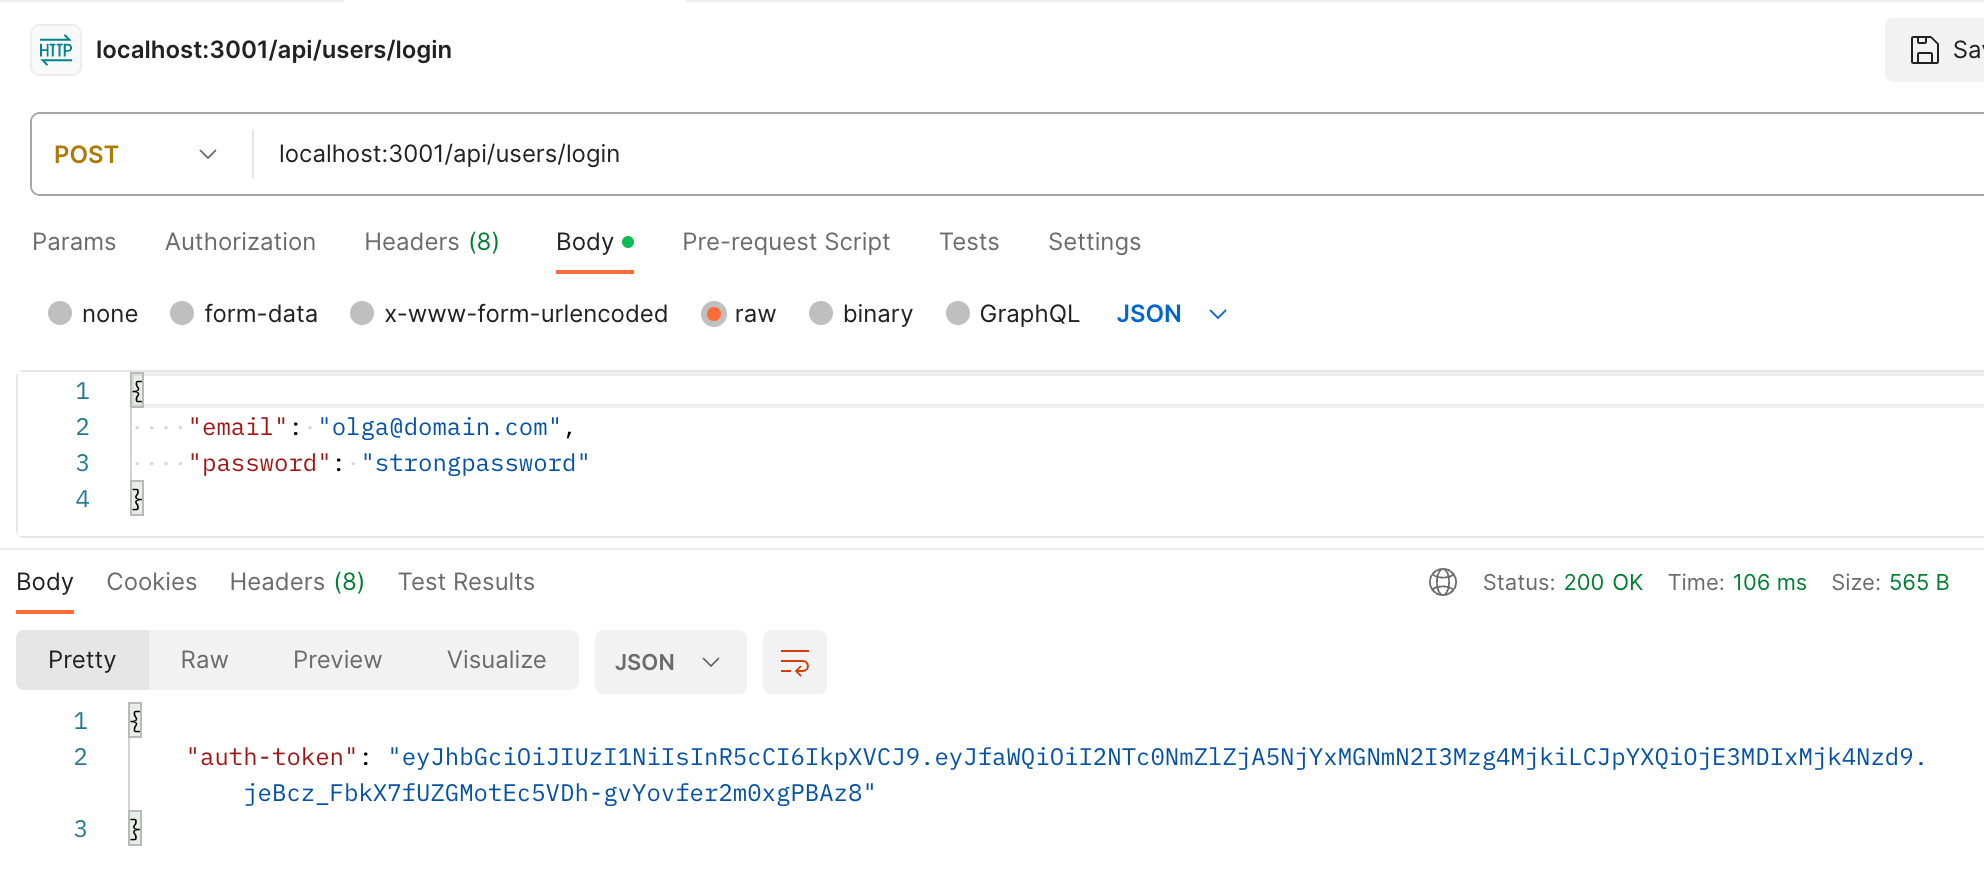 HTTP localhost:3001/api/users/login
POST localhost:3001/api/users/login
Params Authorization Headers (8) Body Pre-request Script Tests Settings
none form-data x-www-form-urlencoded raw binary GraphQL JSON
1 {
2 "email": "olga@domain.com",
3 "password": "strongpassword"
4 }
Body Cookies Headers (8) Test Results Status: 200 OK Time: 106 ms Size: 565 B
Pretty Raw Preview Visualize JSON
1 {
2 "auth-token": "eyJhbGciOiJIUzI1NiIsInR5cCI6IkpXVCJ9.eyJfaWQiOiI2NTc0NmZlZjA5NjYxMGNmN2I3Mzg4MjkiLCJpYXQiOjE3MDIxMjk4Nzd9.
jeBcz_FbkX7fUZGMotEc5VDh-gvYovfer2m0xgPBAz8"
3 }